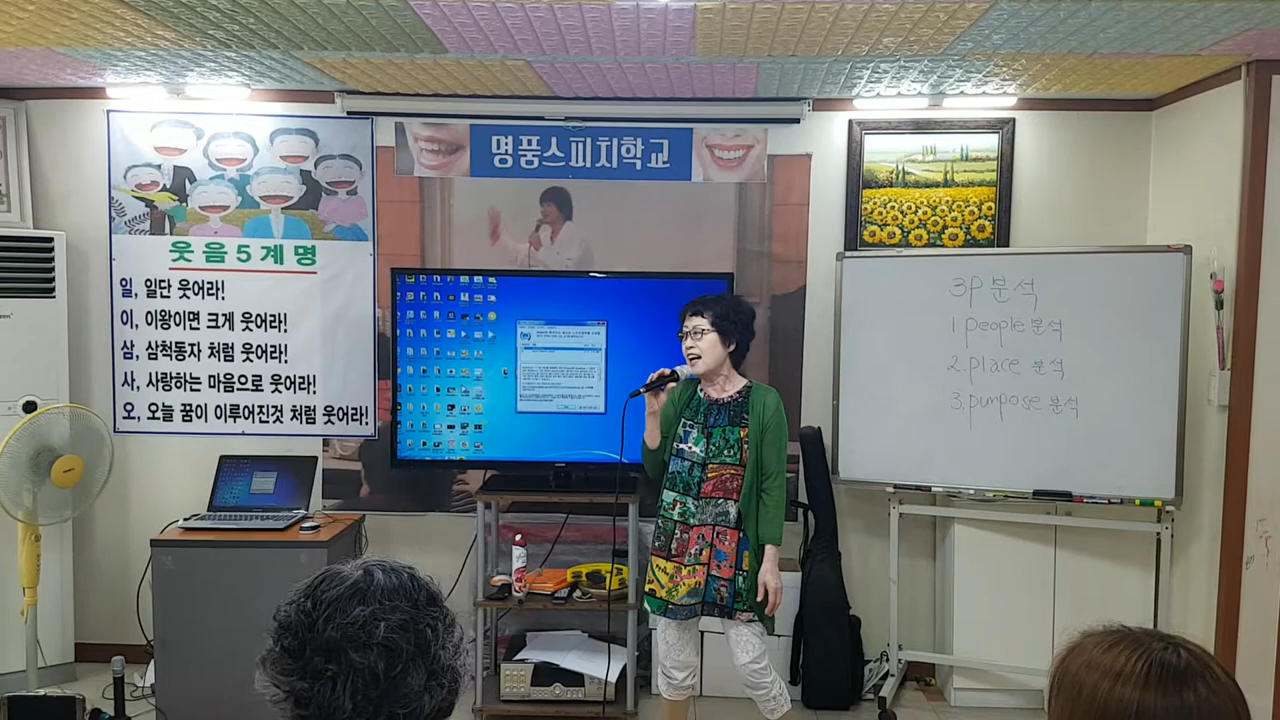 명품스피치학교
웃음5계명
일, 일단 웃어라!
이, 이왕이면 크게 웃어라!
삼, 삼척동자 처럼 웃어라!
사, 사랑하는 마음으로 웃어라!
오, 오늘 꿈이 이루어진것 처럼 웃어라!
3P 분석
1. people 분석
2. place 분석
3. purpose 분석